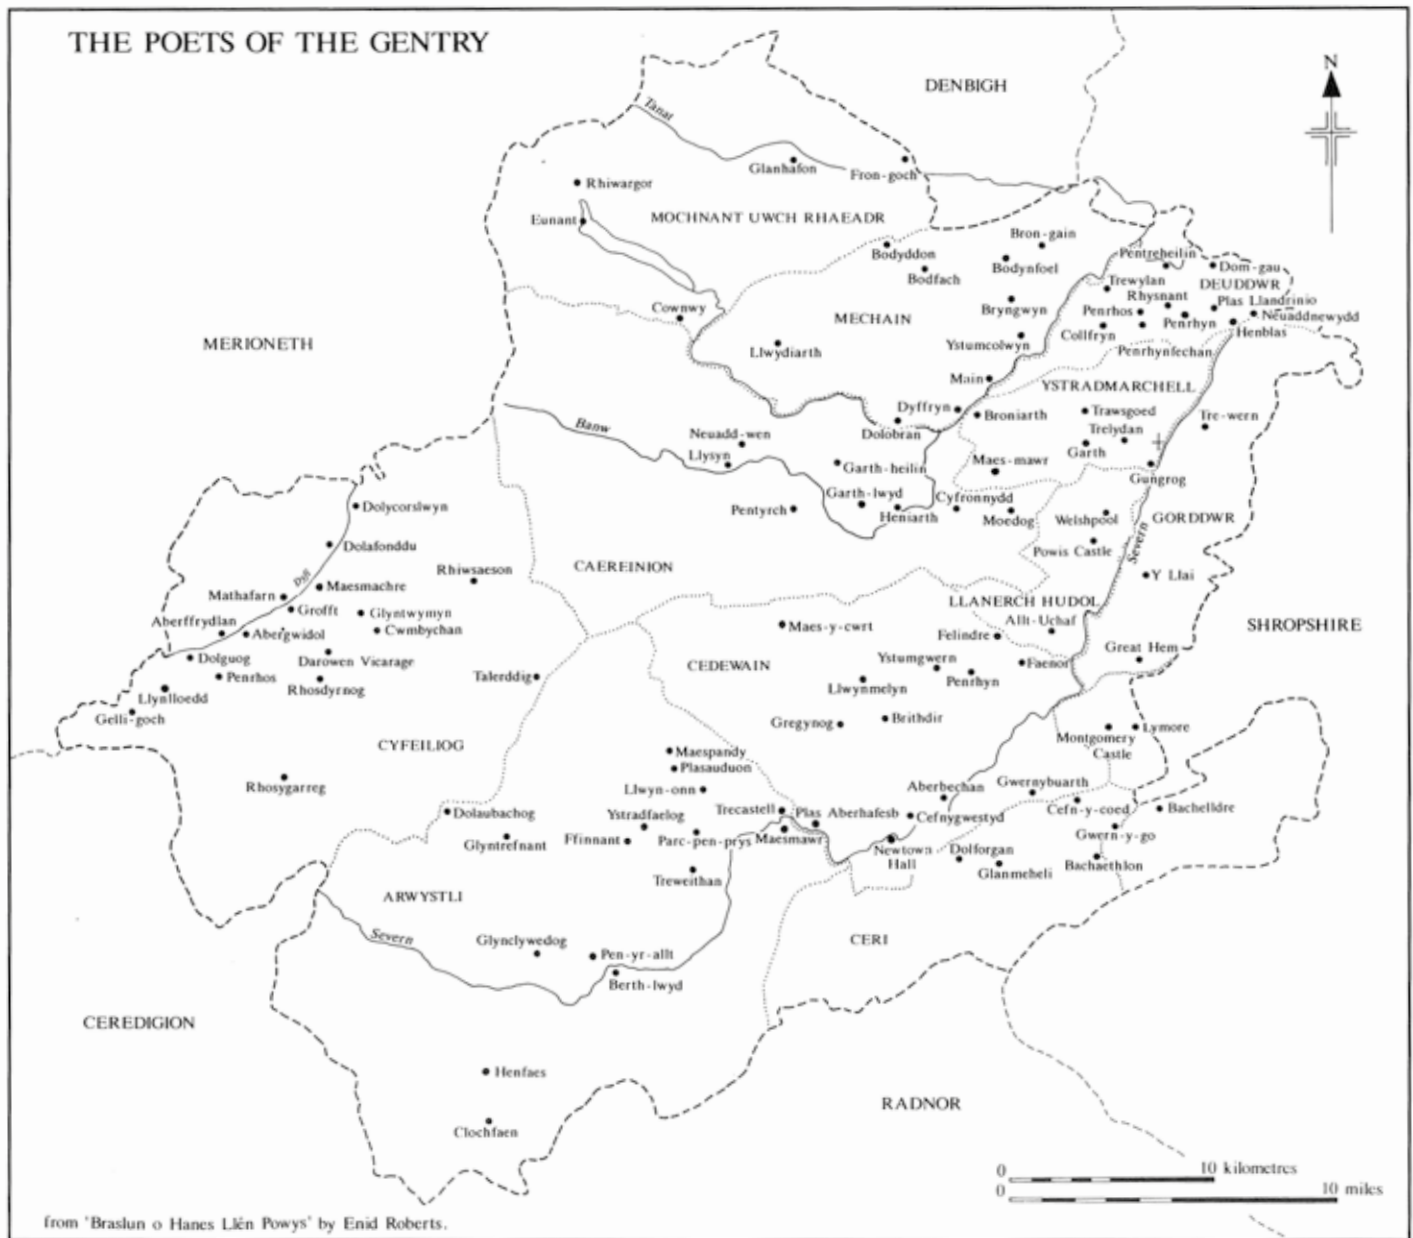 THE POETS OF THE GENTRY
N
DENBIGH
Tanat
Glanhafon
Fron-goch
Rhiwargor
Eunant
MOCHNANT UWCH RHAEADR
Bron-gain
Bodyddon
Bodynfoel
Bodfach
Pentreheilin
Dom-gau
DEUDDWR
Trewylan
Rhysnant
Plas Llandrinio
Cownwy
MECHAIN
Bryngwyn
Penrhos
Penrhyn
Neuaddnewydd
Collfryn
Henblas
MERIONETH
Llwydiarth
Ystumcolwyn
Penrhynfechan
Main
YSTRADMARCHELL
Dyffryn
Broniarth
Trawsgoed
Tre-wern
Banw
Neuadd-wen
Dolobran
Trelydan
Llysyn
Garth-heilin
Maes-mawr
Garth
Gungrog
Dolycorslwyn
Pentyrch
Garth-lwyd
Heniarth
Cyfronnydd
Moedog
Welshpool
GORDDWR
Severn
Dolafonddu
Powis Castle
Dyfi
Rhiwsaeson
CAEREINION
Y Llai
Mathafarn
Maesmachre
Grofft
Glyntwymyn
LLANERCH HUDOL
Aberffrydlan
Abergwidol
Cwmbychan
Maes-y-cwrt
Felindre
Allt-Uchaf
SHROPSHIRE
Dolguog
Darowen Vicarage
CEDEWAIN
Ystumgwern
Faenor
Great Hem
Penrhos
Rhosdyrnog
Talerddig
Llwynmelyn
Penrhyn
Llynlloedd
Gelli-goch
Gregynog
Brithdir
CYFEILIOG
Maespandy
Montgomery
Castle
Lymore
Plasauduon
Rhosygarreg
Llwyn-onn
Aberbechan
Gwernybuarth
Dolaubachog
Ystradfaelog
Trecastell
Plas
Aberhafesb
Cefnygwestyd
Cefn-y-coed
Bachelldre
Glyntrefnant
Ffinnant
Parc-pen-prys
Maesmawr
Newtown
Hall
Dolforgan
Gwern-y-go
Treweithan
Glanmeheli
Bachaethlon
ARWYSTLI
Severn
Glynclywedog
Pen-yr-allt
CERI
Berth-lwyd
CEREDIGION
Henfaes
RADNOR
Clochfaen
0 10 kilometres
0 10 miles
from 'Braslun o Hanes Llén Powys' by Enid Roberts.